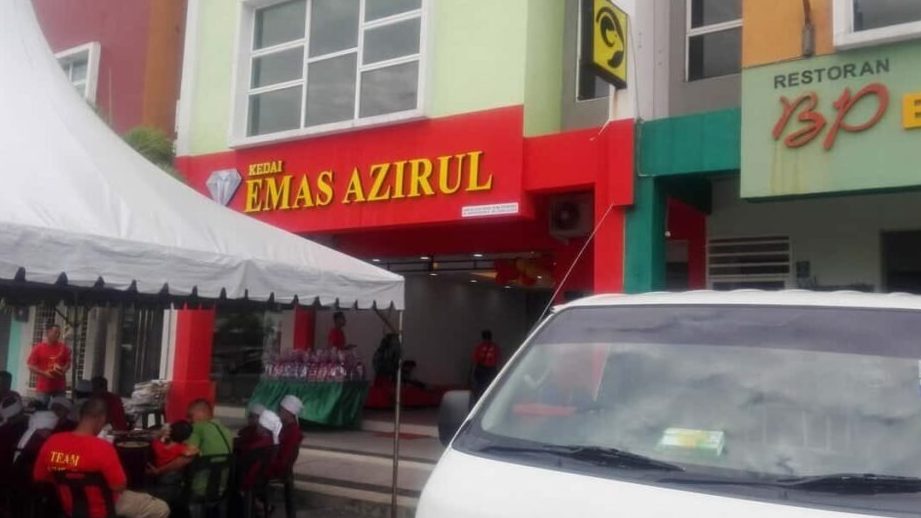 KEDAI
EMAS AZIRUL
RESTORAN
BP
TEAM